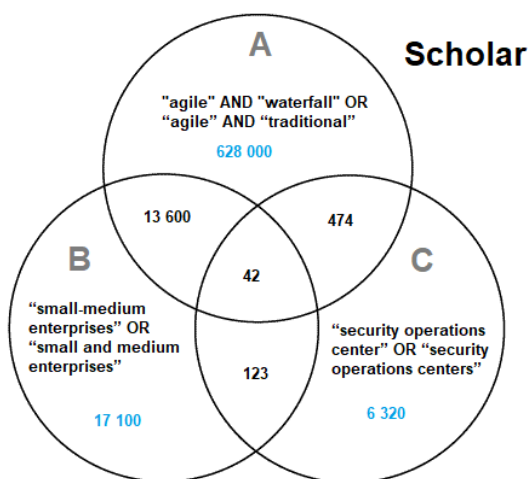 A
Scholar
"agile" AND "waterfall" OR
“agile” AND “traditional”
628 000
13 600
474
B
C
42
“small-medium
enterprises” OR
“small and medium
enterprises”
“security operations
center” OR “security
operations centers”
123
17 100
6 320